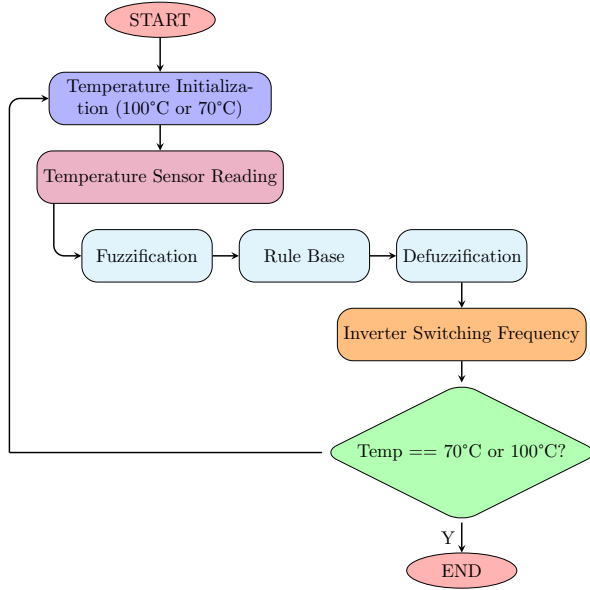 START
Temperature Initializa-
tion (100°C or 70°C)
Temperature Sensor Reading
Fuzzification
Rule Base
Defuzzification
Inverter Switching Frequency
Temp == 70°C or 100°C?
Y
END